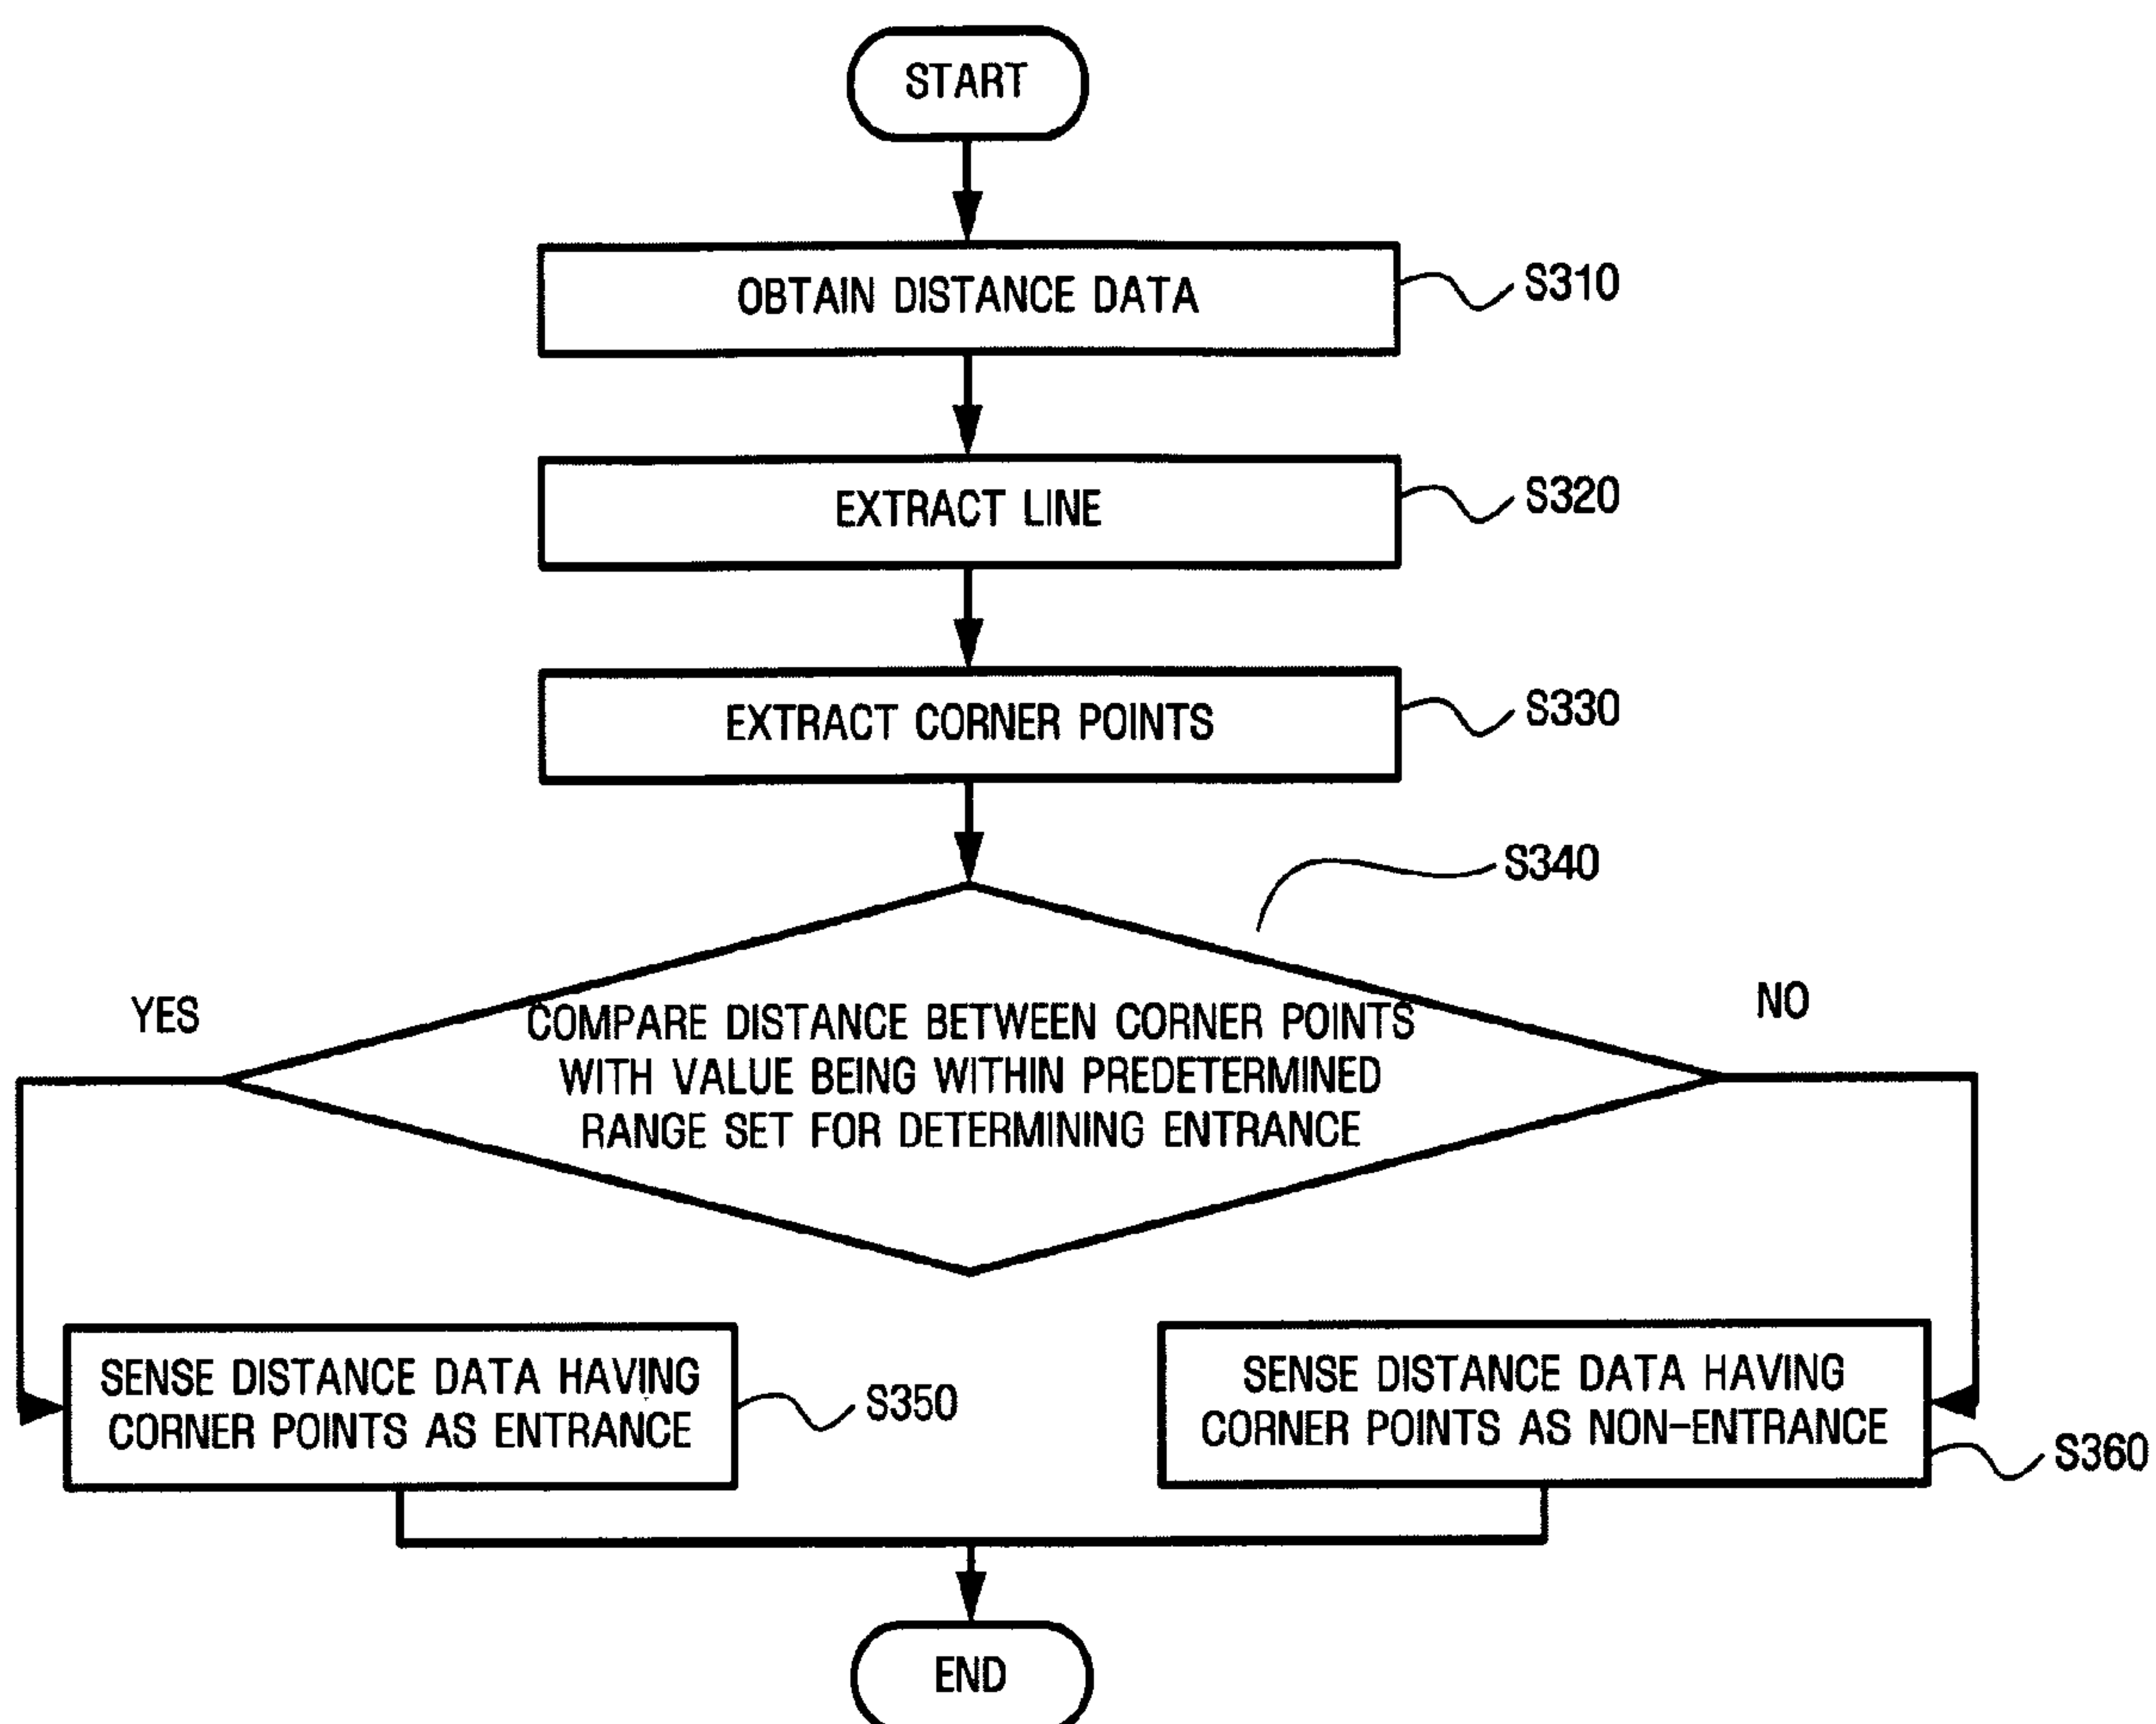 START
OBTAIN DISTANCE DATA
S310
EXTRACT LINE
S320
EXTRACT CORNER POINTS
S330
S340
YES
NO
COMPARE DISTANCE BETWEEN CORNER POINTS
WITH VALUE BEING WITHIN PREDETERMINED
RANGE SET FOR DETERMINING ENTRANCE
SENSE DISTANCE DATA HAVING
CORNER POINTS AS ENTRANCE
S350
SENSE DISTANCE DATA HAVING
CORNER POINTS AS NON-ENTRANCE
S360
END